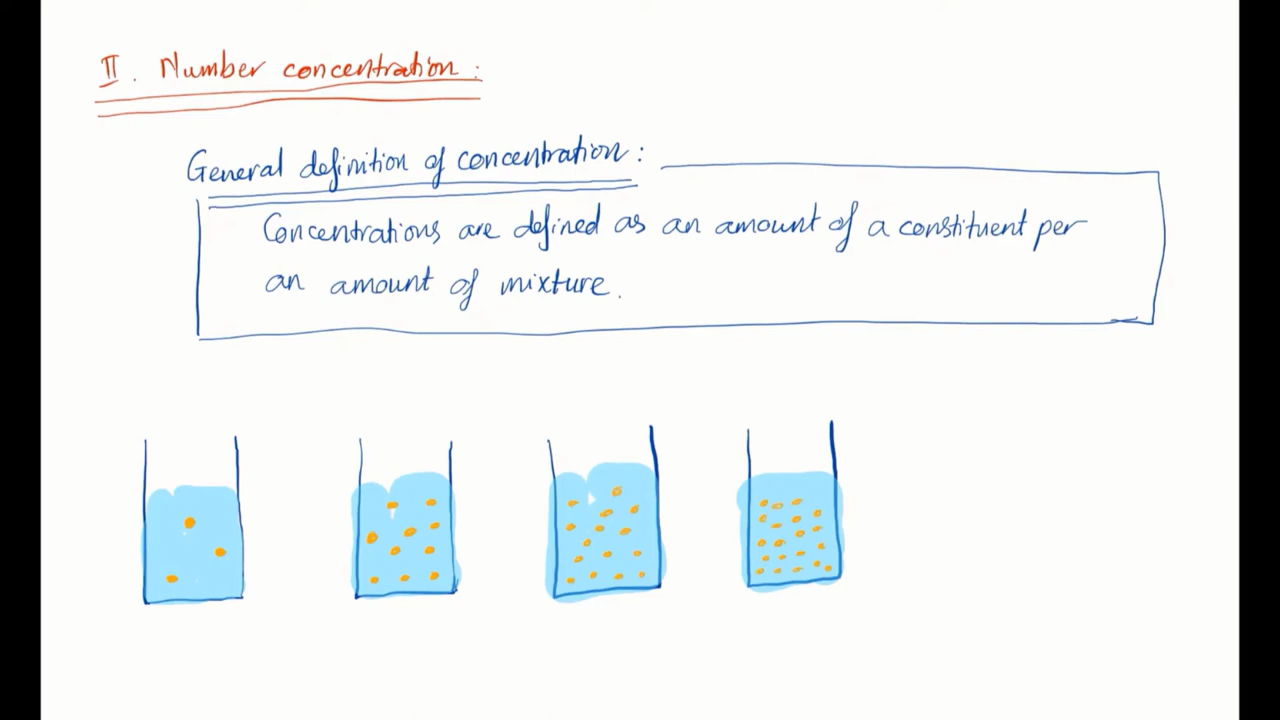 II. Number concentration:
General definition of concentration:
Concentrations are defined as an amount of a constituent per
an amount of mixture.